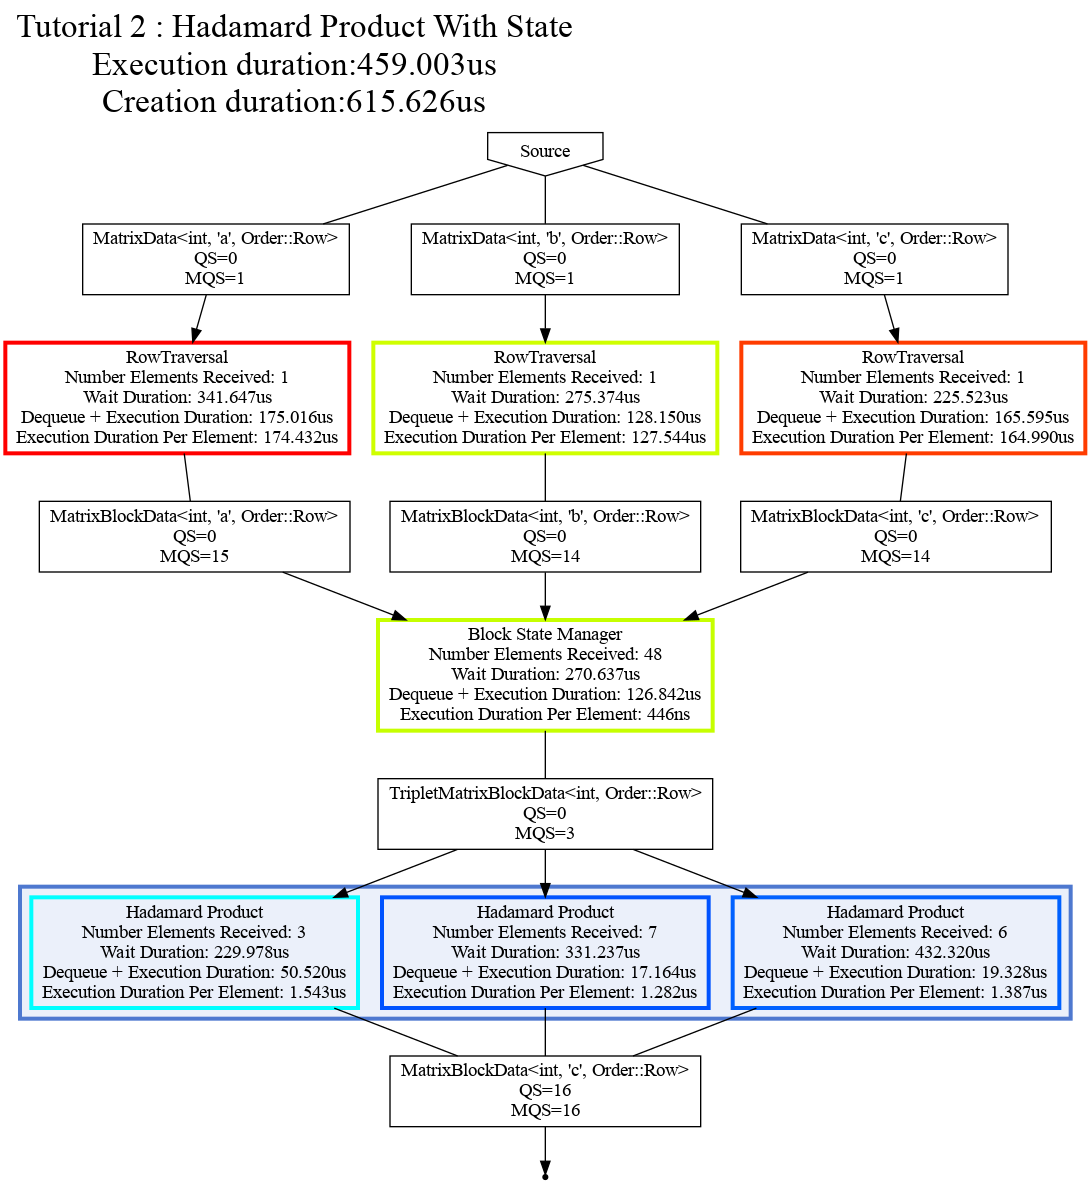 Tutorial 2 : Hadamard Product With State
Execution duration:459.003us
Creation duration:615.626us
Source
MatrixData<int, 'a', Order::Row>
QS=0
MQS=1
MatrixData<int, 'b', Order::Row>
QS=0
MQS=1
MatrixData<int, 'c', Order::Row>
QS=0
MQS=1
RowTraversal
Number Elements Received: 1
Wait Duration: 341.647us
Dequeue + Execution Duration: 175.016us
Execution Duration Per Element: 174.432us
RowTraversal
Number Elements Received: 1
Wait Duration: 275.374us
Dequeue + Execution Duration: 128.150us
Execution Duration Per Element: 127.544us
RowTraversal
Number Elements Received: 1
Wait Duration: 225.523us
Dequeue + Execution Duration: 165.595us
Execution Duration Per Element: 164.990us
MatrixBlockData<int, 'a', Order::Row>
QS=0
MQS=15
MatrixBlockData<int, 'b', Order::Row>
QS=0
MQS=14
MatrixBlockData<int, 'c', Order::Row>
QS=0
MQS=14
Block State Manager
Number Elements Received: 48
Wait Duration: 270.637us
Dequeue + Execution Duration: 126.842us
Execution Duration Per Element: 446ns
TripletMatrixBlockData<int, Order::Row>
QS=0
MQS=3
Hadamard Product
Number Elements Received: 3
Wait Duration: 229.978us
Dequeue + Execution Duration: 50.520us
Execution Duration Per Element: 1.543us
Hadamard Product
Number Elements Received: 7
Wait Duration: 331.237us
Dequeue + Execution Duration: 17.164us
Execution Duration Per Element: 1.282us
Hadamard Product
Number Elements Received: 6
Wait Duration: 432.320us
Dequeue + Execution Duration: 19.328us
Execution Duration Per Element: 1.387us
MatrixBlockData<int, 'c', Order::Row>
QS=16
MQS=16